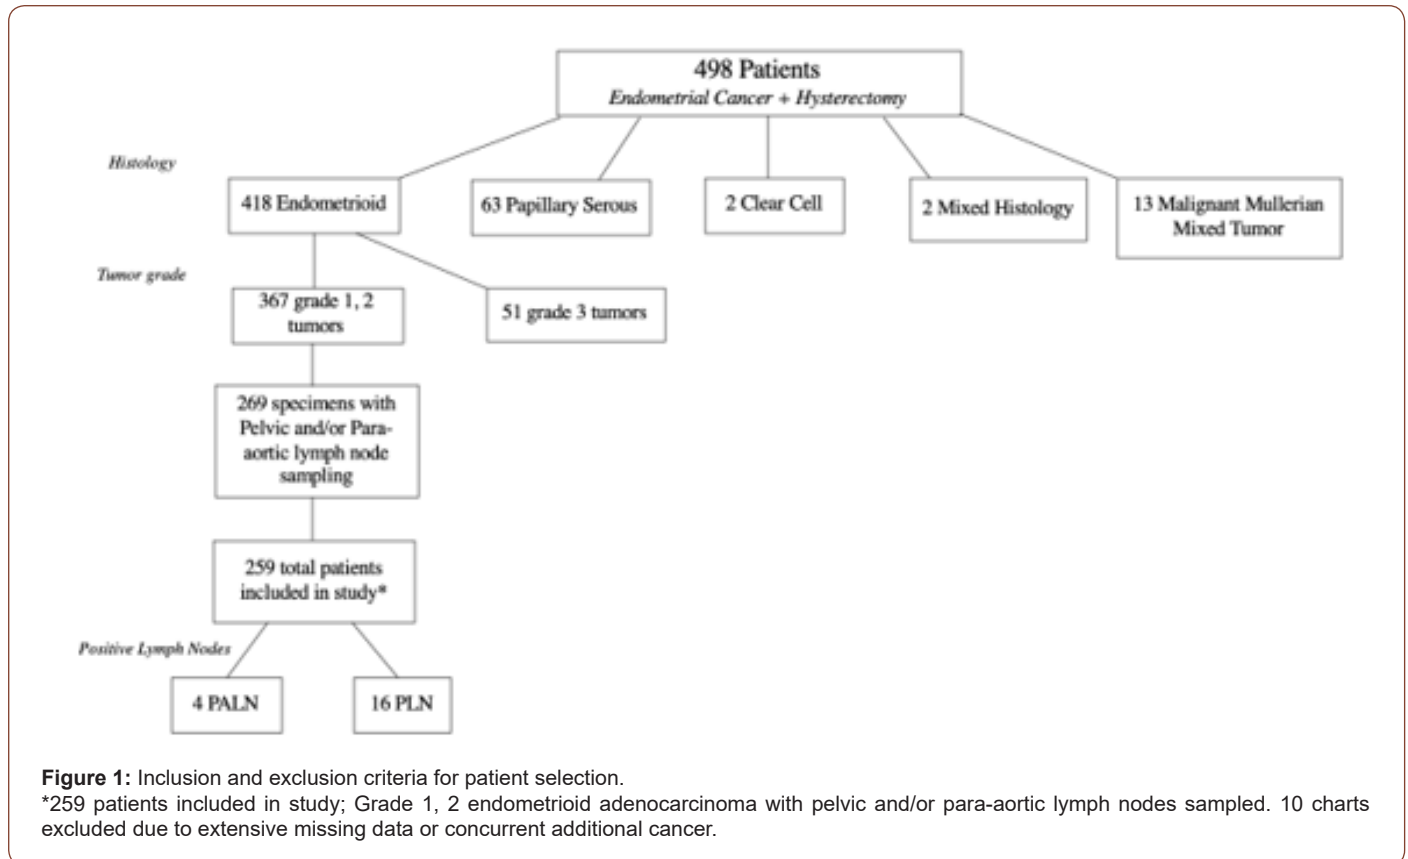 498 Patients
Endometrial Cancer + Hysterectomy
Histology
418 Endometrioid
63 Papillary Serous
2 Clear Cell
2 Mixed Histology
13 Malignant Mullerian
Mixed Tumor
Tumor grade
367 grade 1, 2
tumors
51 grade 3 tumors
269 specimens with
Pelvic and/or Para-
aortic lymph node
sampling
259 total patients
included in study*
Positive Lymph Nodes
4 PALN
16 PLN
Figure 1: Inclusion and exclusion criteria for patient selection.
*259 patients included in study; Grade 1, 2 endometrioid adenocarcinoma with pelvic and/or para-aortic lymph nodes sampled. 10 charts
excluded due to extensive missing data or concurrent additional cancer.